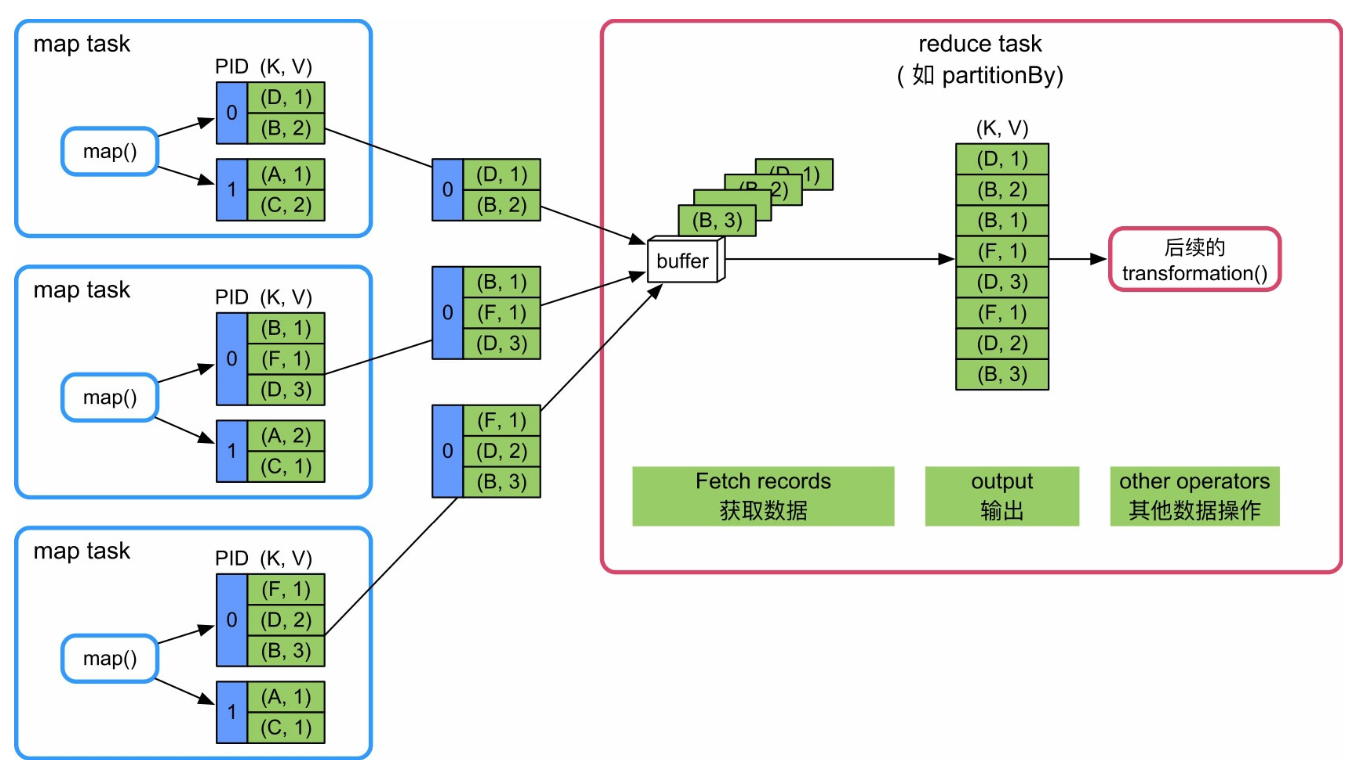 map task
PID (K, V)
map()
0
(D, 1)
(B, 2)
1
(A, 1)
(C, 2)
map task
PID (K, V)
map()
0
(B, 1)
(F, 1)
(D, 3)
1
(A, 2)
(C, 1)
map task
PID (K, V)
map()
0
(F, 1)
(D, 2)
(B, 3)
1
(A, 1)
(C, 1)
0
(D, 1)
(B, 2)
0
(B, 1)
(F, 1)
(D, 3)
0
(F, 1)
(D, 2)
(B, 3)
reduce task
( 如 partitionBy)
(D, 1)
(B, 2)
(B, 3)
buffer
(K, V)
(D, 1)
(B, 2)
(B, 1)
(F, 1)
(D, 3)
(F, 1)
(D, 2)
(B, 3)
后续的
transformation()
Fetch records
获取数据
output
输出
other operators
其他数据操作